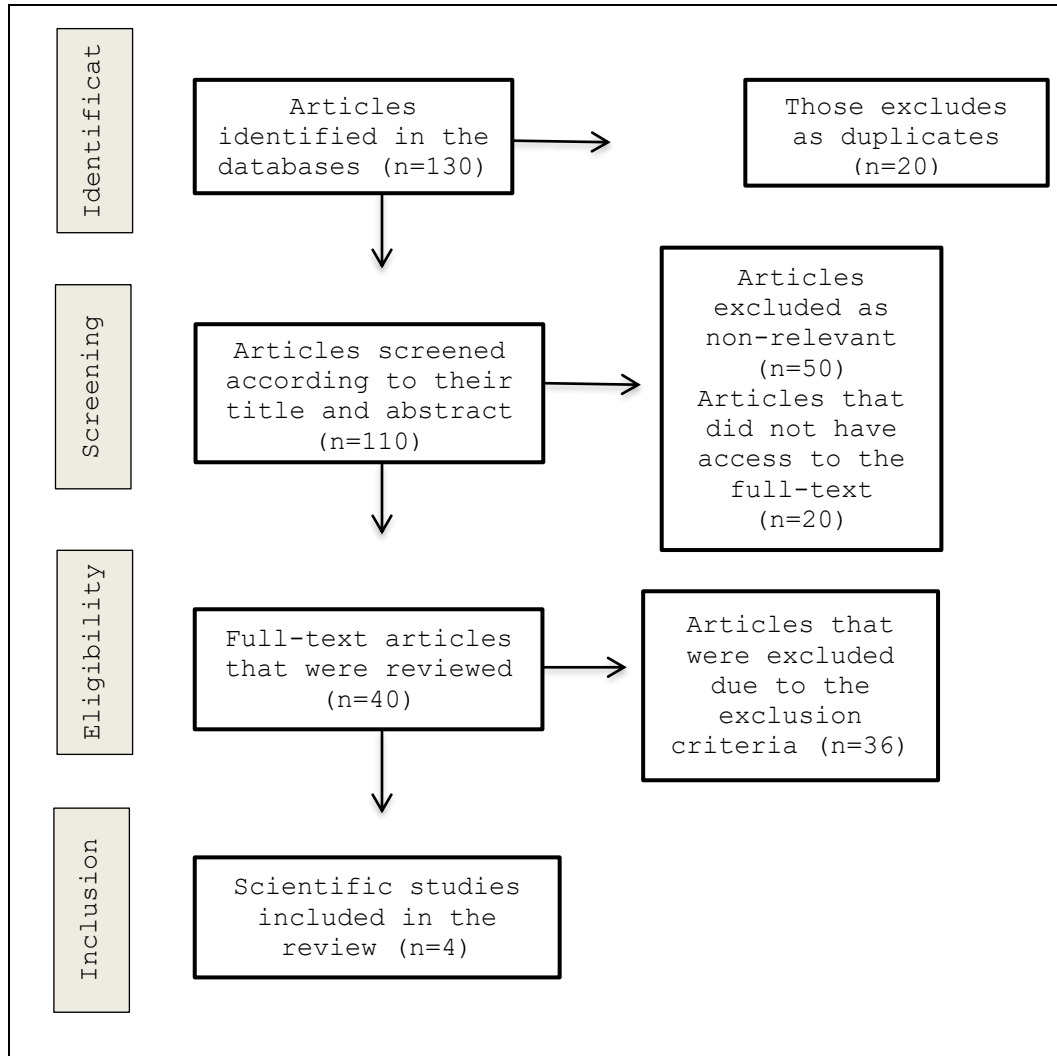 Identificat
Articles
identified in the
databases (n=130)
Those excludes
as duplicates
(n=20)
Screening
Articles screened
according to their
title and abstract
(n=110)
Articles
excluded as
non-relevant
(n=50)
Articles that
did not have
access to the
full-text
(n=20)
Eligibility
Full-text articles
that were reviewed
(n=40)
Articles that
were excluded
due to the
exclusion
criteria (n=36)
Inclusion
Scientific studies
included in the
review (n=4)